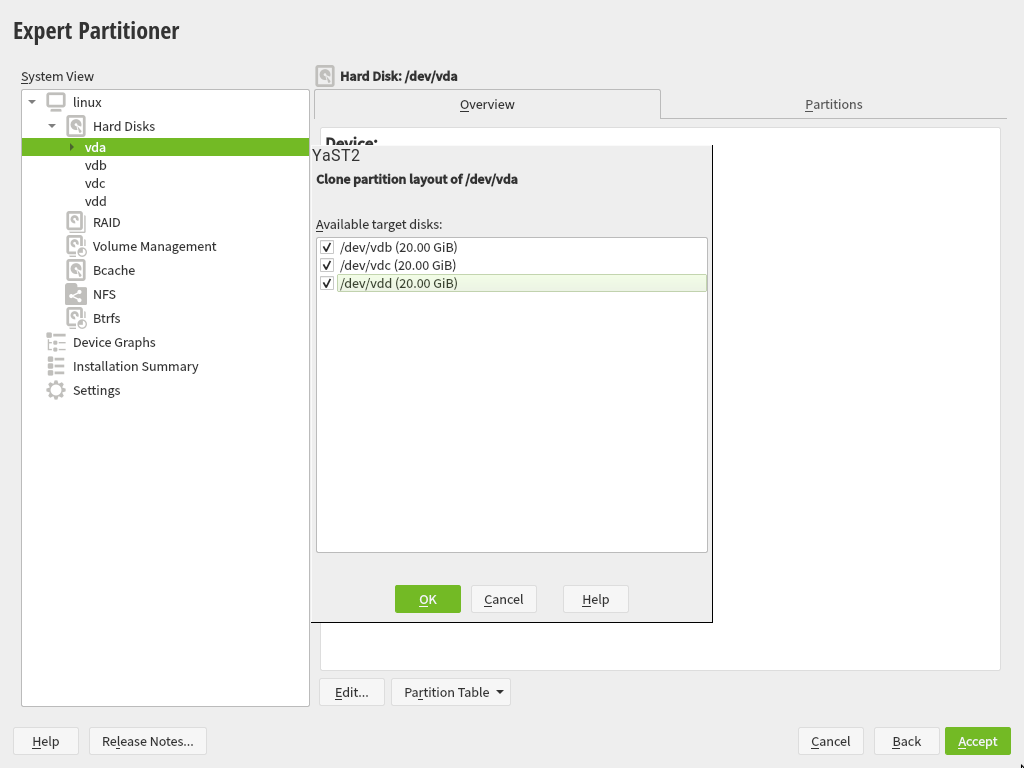 Expert Partitioner
System View
linux
Hard Disks
vda
vdb
vdc
vdd
RAID
Volume Management
Bcache
NFS
Btrfs
Device Graphs
Installation Summary
Settings
Hard Disk: /dev/vda
Overview
Partitions
Device:
YaST2
Clone partition layout of /dev/vda
Available target disks:
/dev/vdb (20.00 GiB)
/dev/vdc (20.00 GiB)
/dev/vdd (20.00 GiB)
OK
Cancel
Help
Edit...
Partition Table
Help
Release Notes...
Cancel
Back
Accept